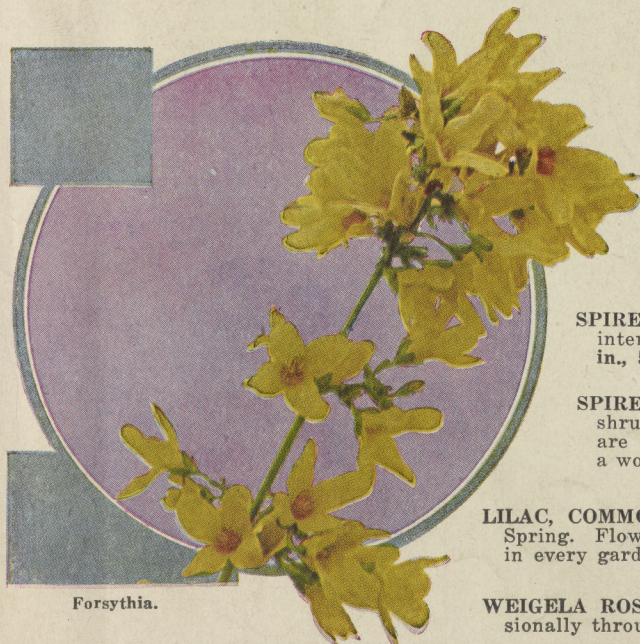 SPIRE
inter
in., 5
SPIRE
shru
are
a wo
LILAC, COMMO
Spring. Flow
in every gard
WEIGELA ROS
sionally throu
Forsythia.